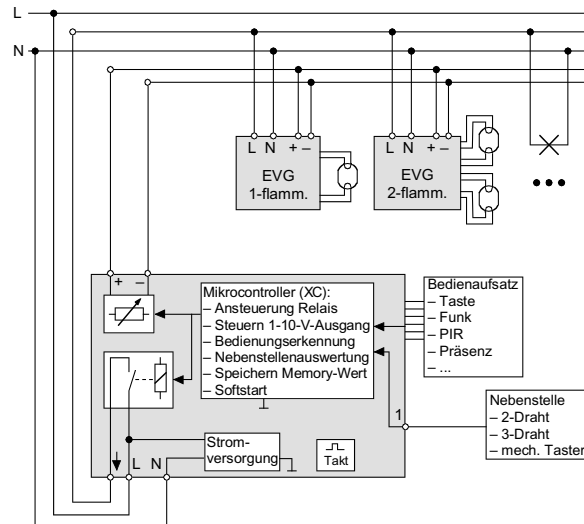 L
N
L N + –
EVG
1-flamm.
L N + –
EVG
2-flamm.
+ –
Mikrocontroller (XC):
– Ansteuerung Relais
– Steuern 1-10-V-Ausgang
– Bedienungserkennung
– Nebenstellenauswertung
– Speichern Memory-Wert
– Softstart
Bedienaufsatz
– Taste
– Funk
– PIR
– Präsenz
– ...
1
Nebenstelle
– 2-Draht
– 3-Draht
– mech. Taster
L N
Strom-
versorgung
Takt